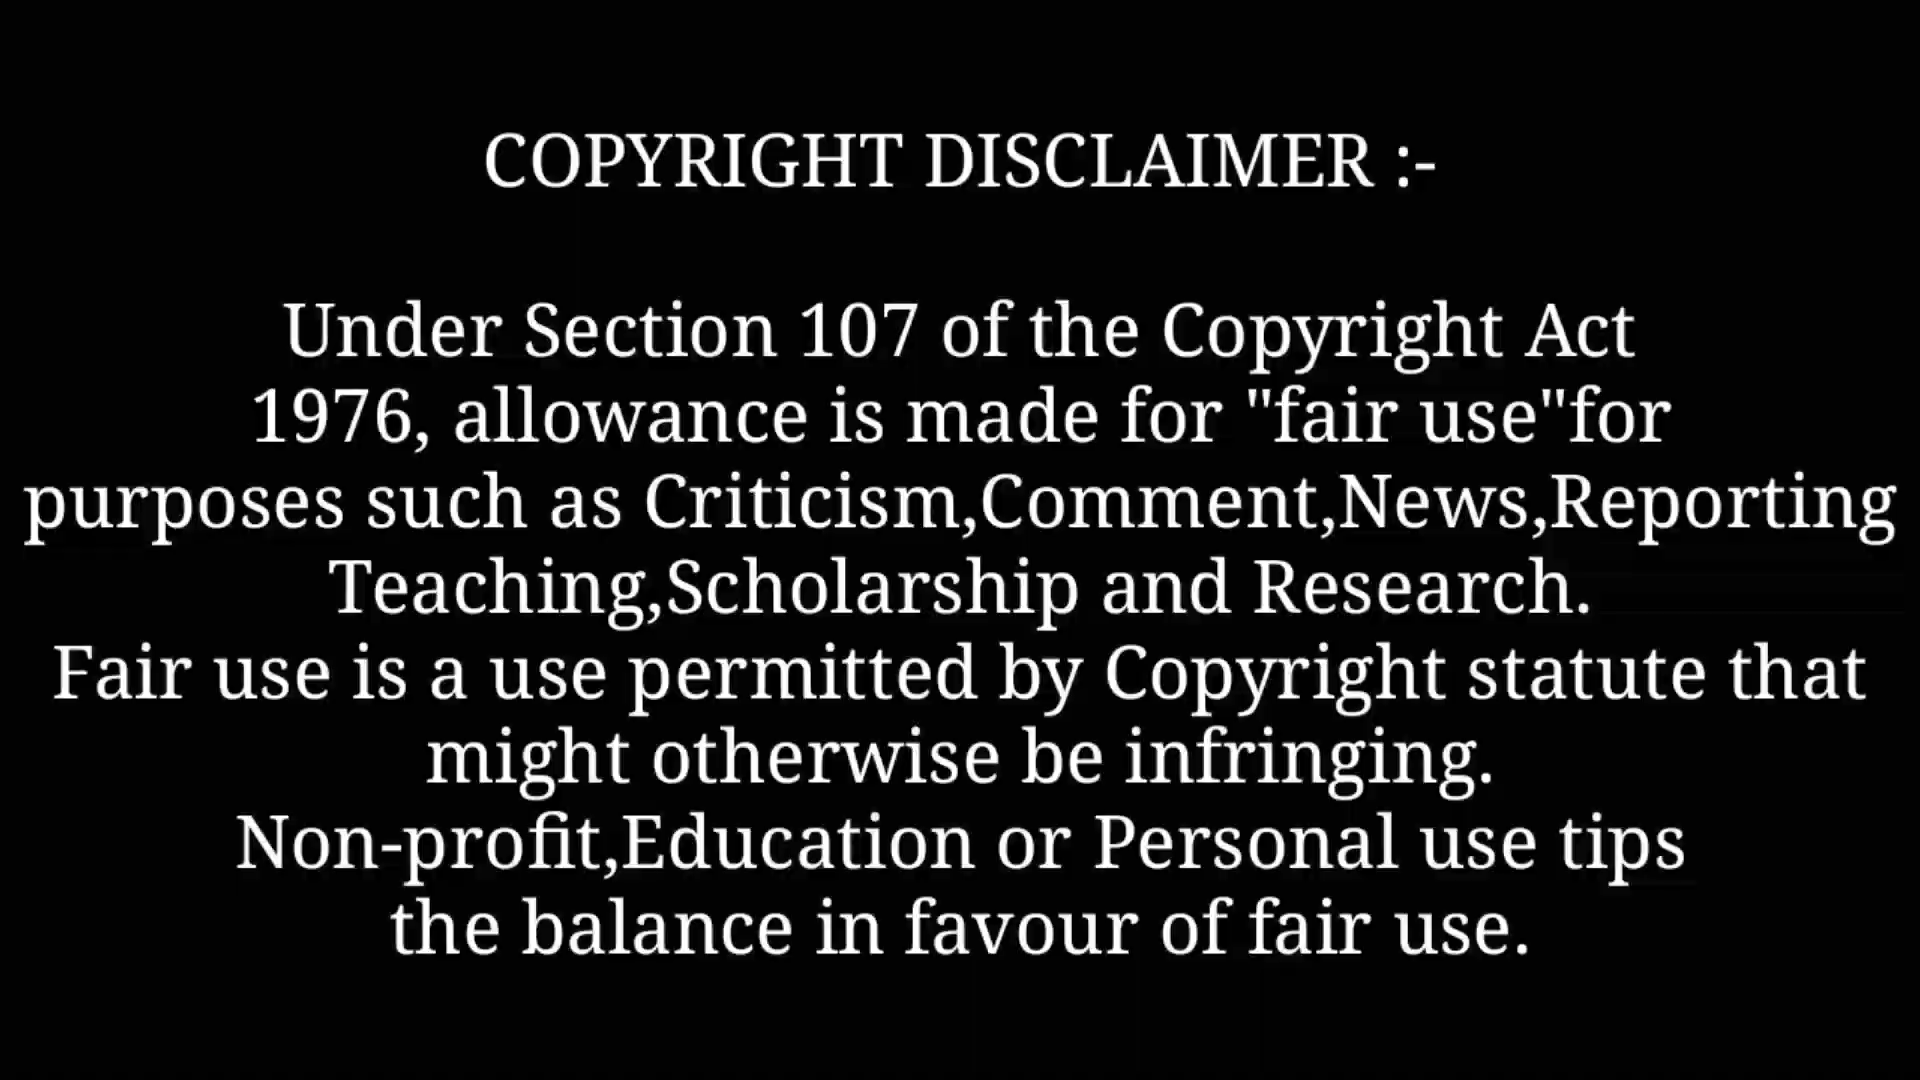 COPYRIGHT DISCLAIMER :-
Under Section 107 of the Copyright Act
1976, allowance is made for "fair use"for
purposes such as Criticism,Comment,News,Reporting
Teaching,Scholarship and Research.
Fair use is a use permitted by Copyright statute that
might otherwise be infringing.
Non-profit,Education or Personal use tips
the balance in favour of fair use.